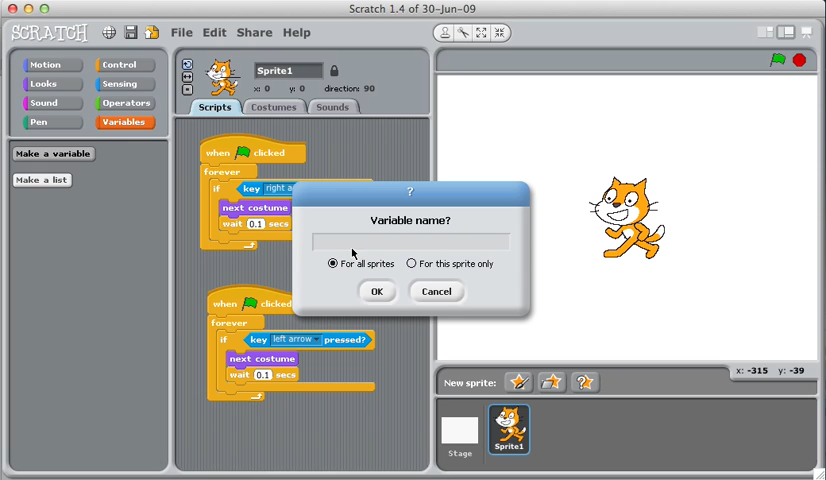 Scratch 1.4 of 30-Jun-09
SCRATCH File Edit Share Help
Motion Control
Looks Sensing
Sound Operators
Pen Variables
Make a variable
Make a list
Sprite1
x: 0 y: 0 direction: 90
Scripts Costumes Sounds
when clicked
forever
if key right a
next costume
wait 0.1 secs
when clicked
forever
if key left arrow pressed?
next costume
wait 0.1 secs
?
Variable name?
For all sprites For this sprite only
OK Cancel
x: -315 y: -39
New sprite: ?
Stage
Sprite1